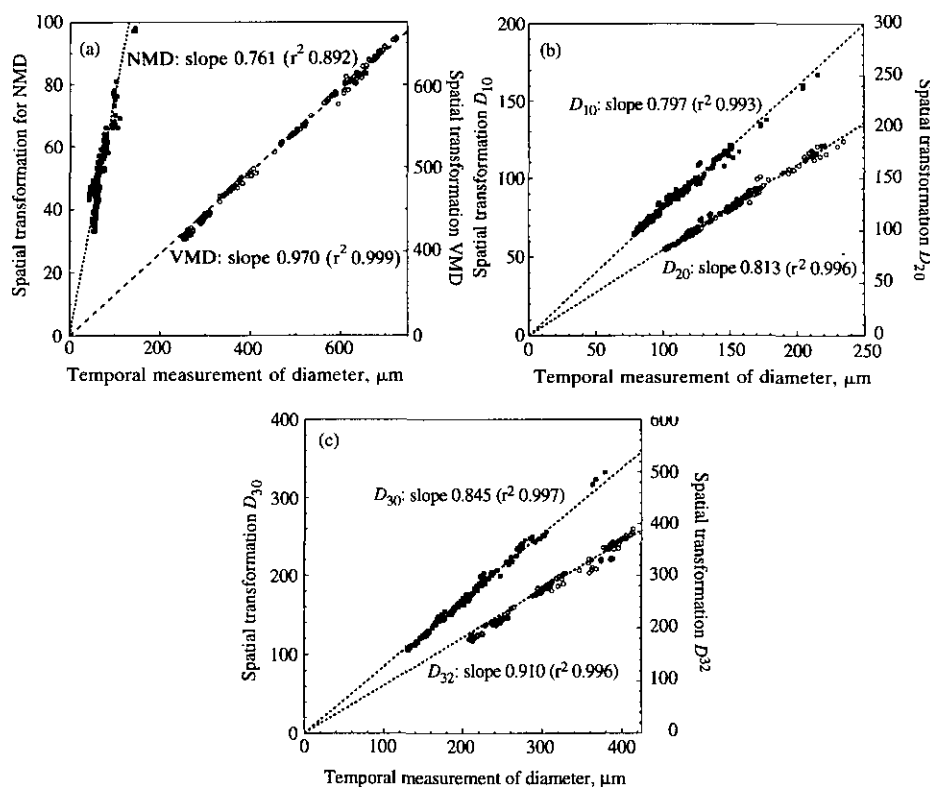 (a)
NMD: slope 0.761 (r² 0.892)
VMD: slope 0.970 (r² 0.999)
100
80
60
40
20
0
Spatial transformation for NMD
600
500
400
0
Spatial transformation VMD
0
200
400
600
Temporal measurement of diameter, μm
(b)
D10: slope 0.797 (r² 0.993)
D20: slope 0.813 (r² 0.996)
200
150
100
50
0
Spatial transformation D10
300
250
200
150
100
50
0
Spatial transtormation D20
0
50
100
150
200
250
Temporal measurement of diameter, μm
(c)
D30: slope 0.845 (r² 0.997)
D32: slope 0.910 (r² 0.996)
400
300
200
100
0
Spatial transformation D30
600
500
400
300
200
100
0
Spatial transformation D³²
0
100
200
300
400
Temporal measurement of diameter, μm